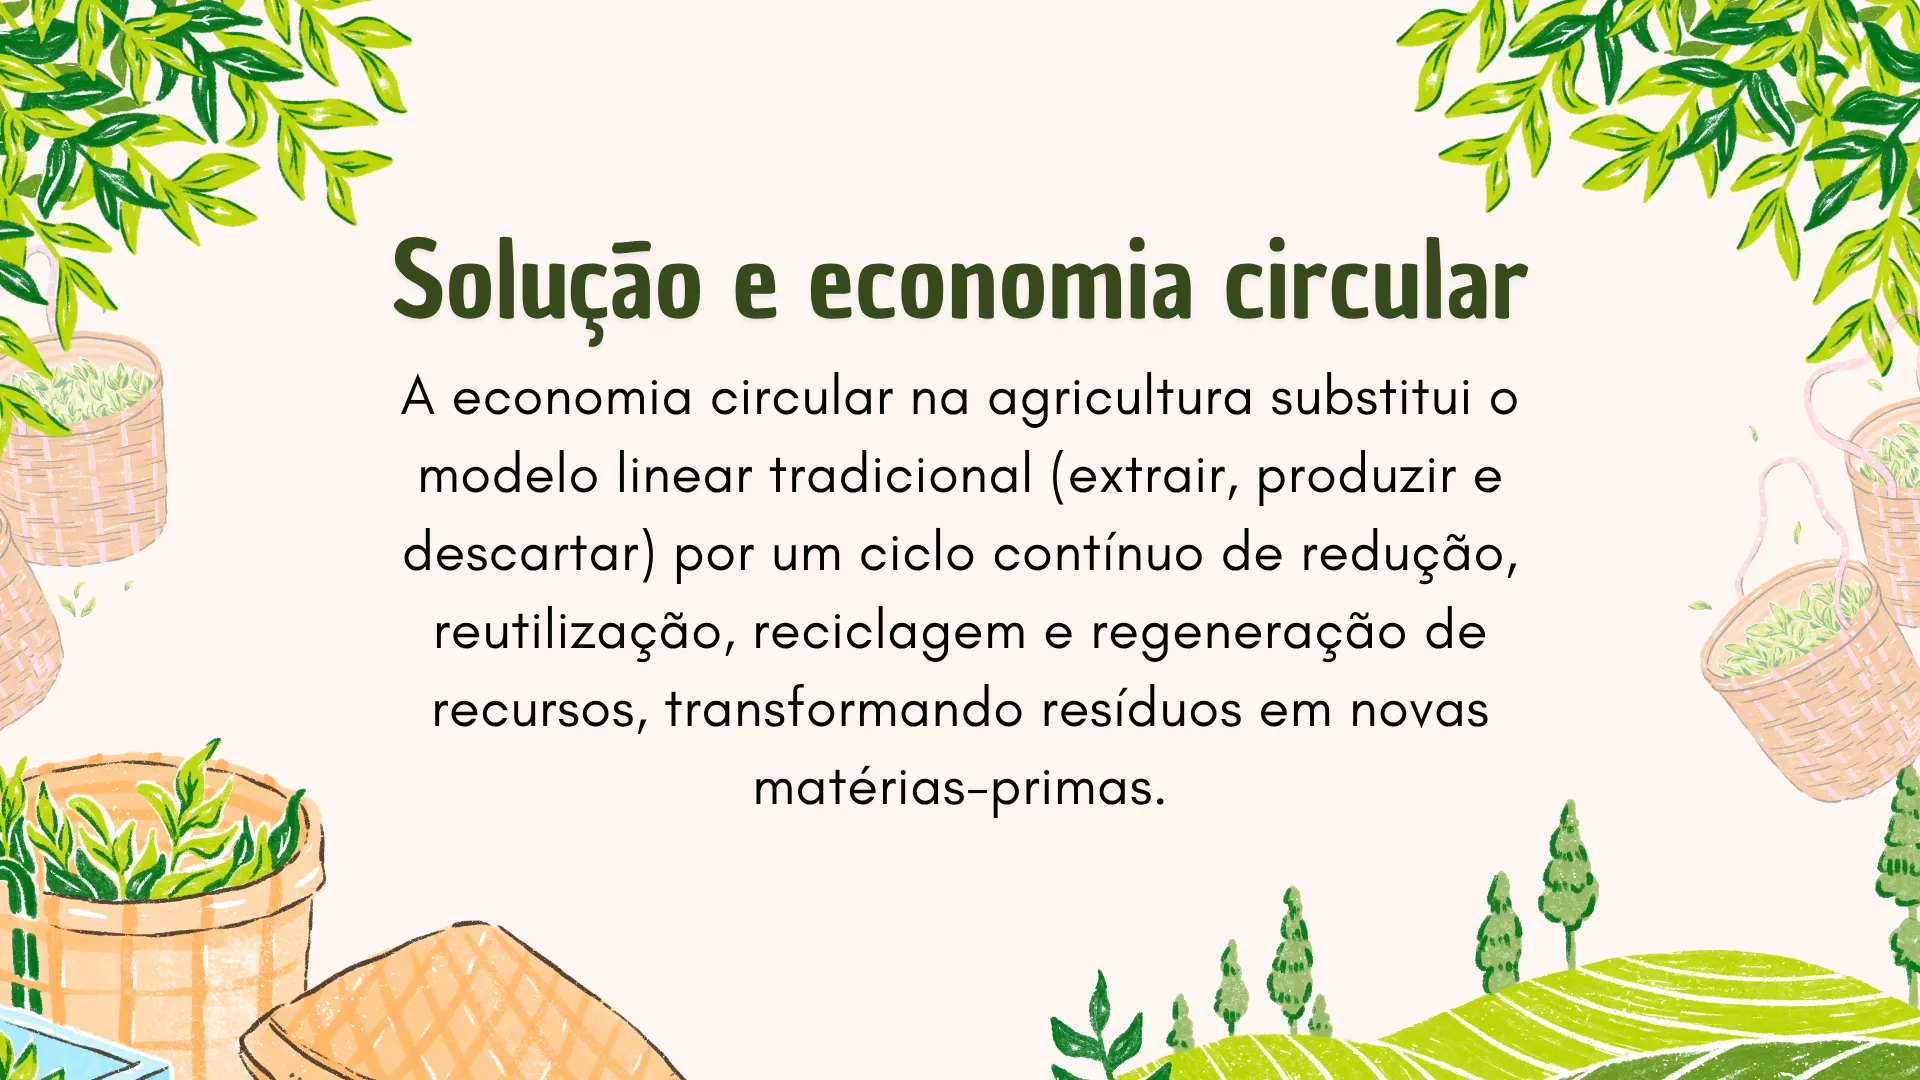 Solução e economia circular
A economia circular na agricultura substitui o
modelo linear tradicional (extrair, produzir e
descartar) por um ciclo contínuo de redução,
reutilização, reciclagem e regeneração de
recursos, transformando resíduos em novas
matérias-primas.